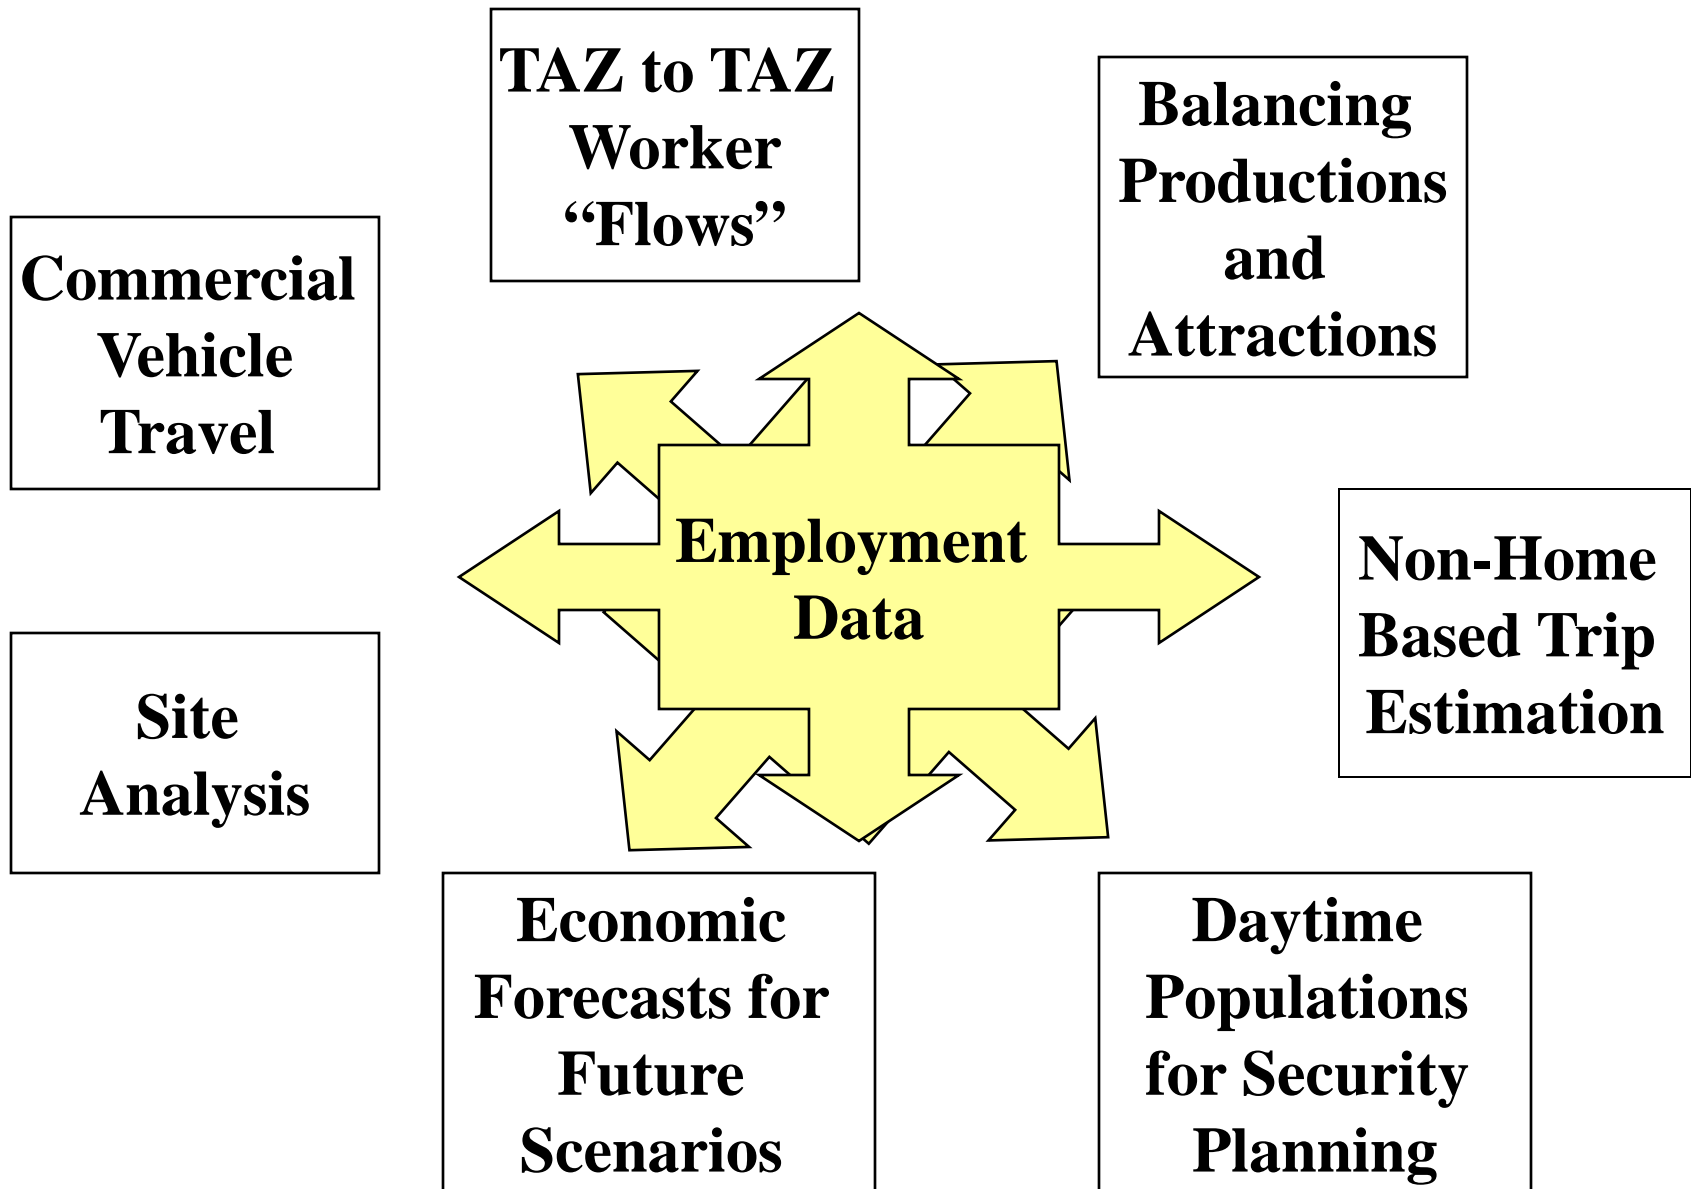 TAZ to TAZ
Worker
“Flows”
Balancing
Productions
and
Attractions
Commercial
Vehicle
Travel
Employment
Data
Non-Home
Based Trip
Estimation
Site
Analysis
Economic
Forecasts for
Future
Scenarios
Daytime
Populations
for Security
Planning